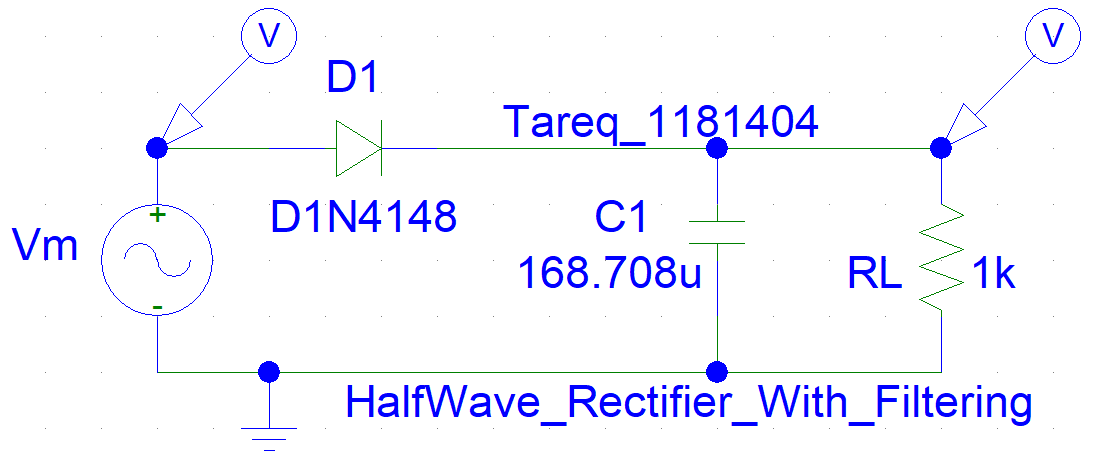 V
V
D1
Tareq_1181404
+
D1N4148
C1
Vm
168.708u
RL
1k
-
HalfWave_Rectifier_With_Filtering